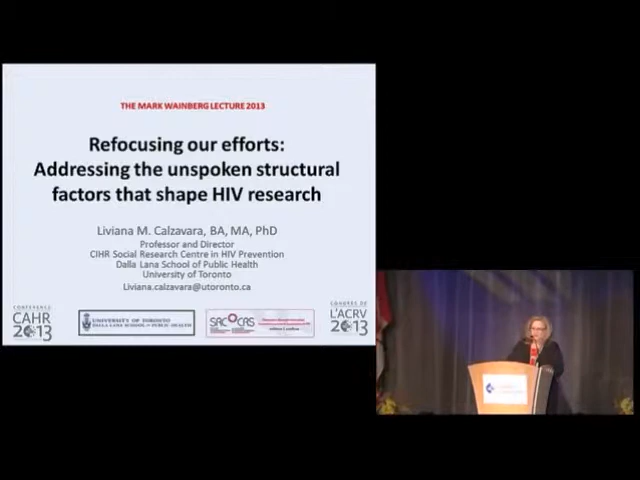 THE MARK WAINBERG LECTURE 2013
Refocusing our efforts:
Addressing the unspoken structural
factors that shape HIV research
Liviana M. Calzavara, BA, MA, PhD
Professor and Director
CIHR Social Research Centre in HIV Prevention
Dalla Lana School of Public Health
University of Toronto
Liviana.calzavara@utoronto.ca
CONFERENCE
CAHR
2013
UNIVERSITY OF TORONTO
DALLA LANA SCHOOL OF PUBLIC HEALTH
CONGRÈS DE
L'ACRV
2013